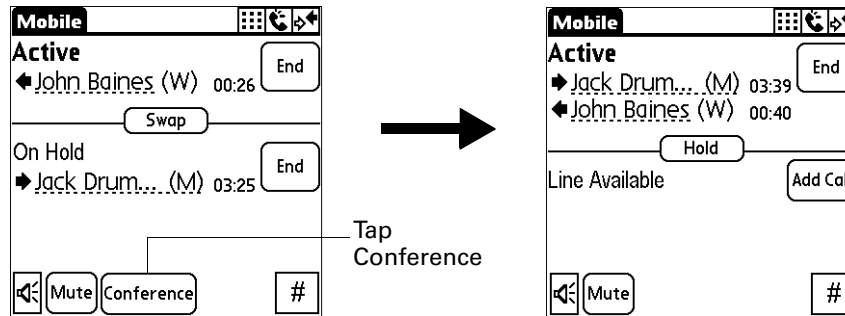 Mobile
Active
John Baines (W) 00:26
End
Swap
On Hold
Jack Drum... (M) 03:25
End
Mute
Conference
#
Tap
Conference
Mobile
Active
Jack Drum... (M) 03:39
End
John Baines (W) 00:40
Hold
Line Available
Add Cal
Mute
#